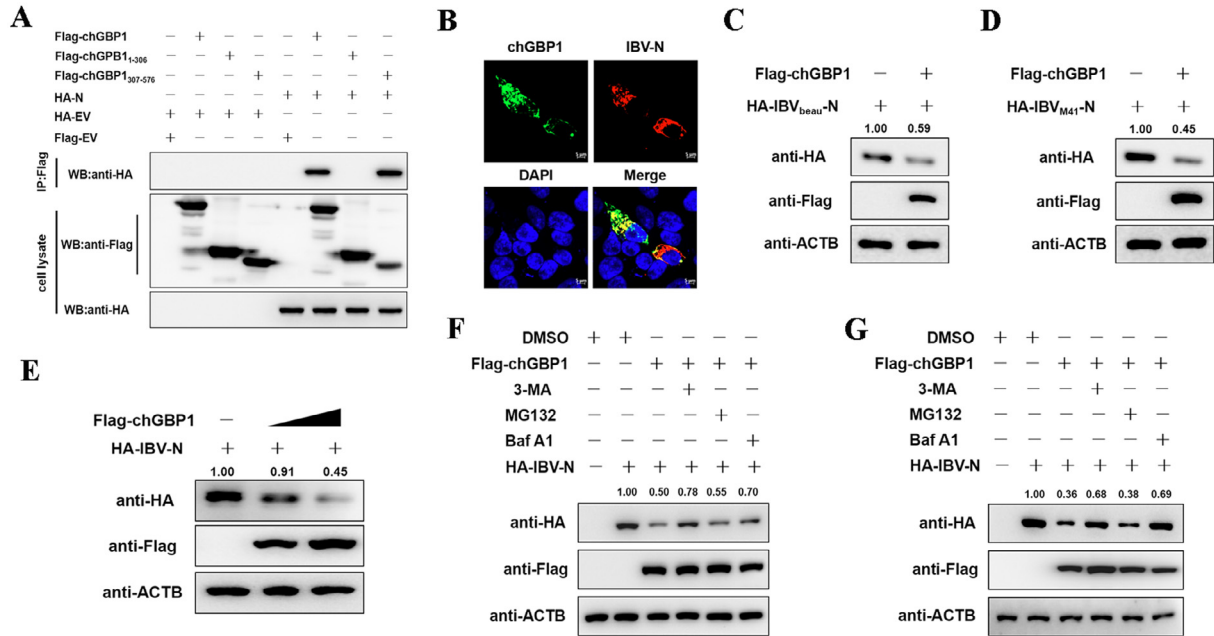 A
Flag-chGBP1 — + — — — + — —
Flag-chGPB1₁₋₃₀₆ — — + — — — + —
Flag-chGBP1₃₀₇₋₅₇₆ — — — + — — — +
HA-N — — — — + + + +
HA-EV + + + + — — — —
Flag-EV + — — — + — — —
IP:Flag
WB:anti-HA
cell lysate
WB:anti-Flag
WB:anti-HA
B
chGBP1 IBV-N
DAPI Merge
C
Flag-chGBP1 — +
HA-IBVbeau-N + +
1.00 0.59
anti-HA
anti-Flag
anti-ACTB
D
Flag-chGBP1 — +
HA-IBVM41-N + +
1.00 0.45
anti-HA
anti-Flag
anti-ACTB
E
Flag-chGBP1 —
HA-IBV-N + + +
1.00 0.91 0.45
anti-HA
anti-Flag
anti-ACTB
F
DMSO + + — — — —
Flag-chGBP1 — — + + + +
3-MA — — — + — —
MG132 — — — — + —
Baf A1 — — — — — +
HA-IBV-N — + + + + +
1.00 0.50 0.78 0.55 0.70
anti-HA
anti-Flag
anti-ACTB
G
DMSO + + — — — —
Flag-chGBP1 — — + + + +
3-MA — — — + — —
MG132 — — — — + —
Baf A1 — — — — — +
HA-IBV-N — + + + + +
1.00 0.36 0.68 0.38 0.69
anti-HA
anti-Flag
anti-ACTB